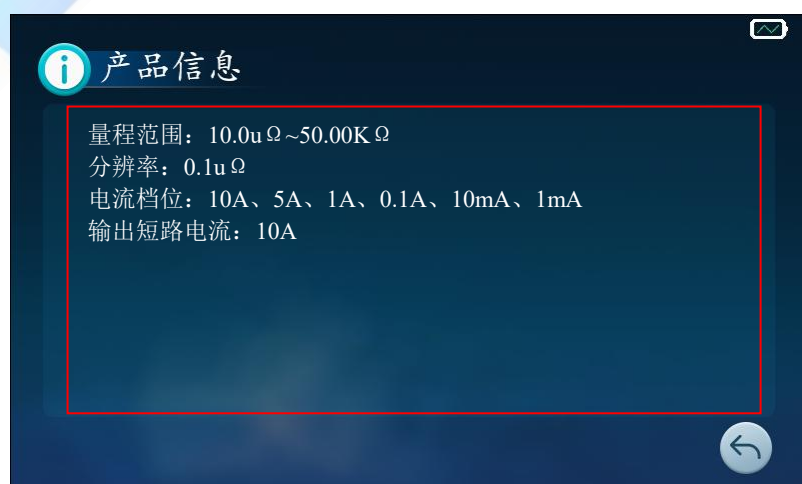 产品信息
量程范围：10.0uΩ~50.00KΩ
分辨率：0.1uΩ
电流档位：10A、5A、1A、0.1A、10mA、1mA
输出短路电流：10A